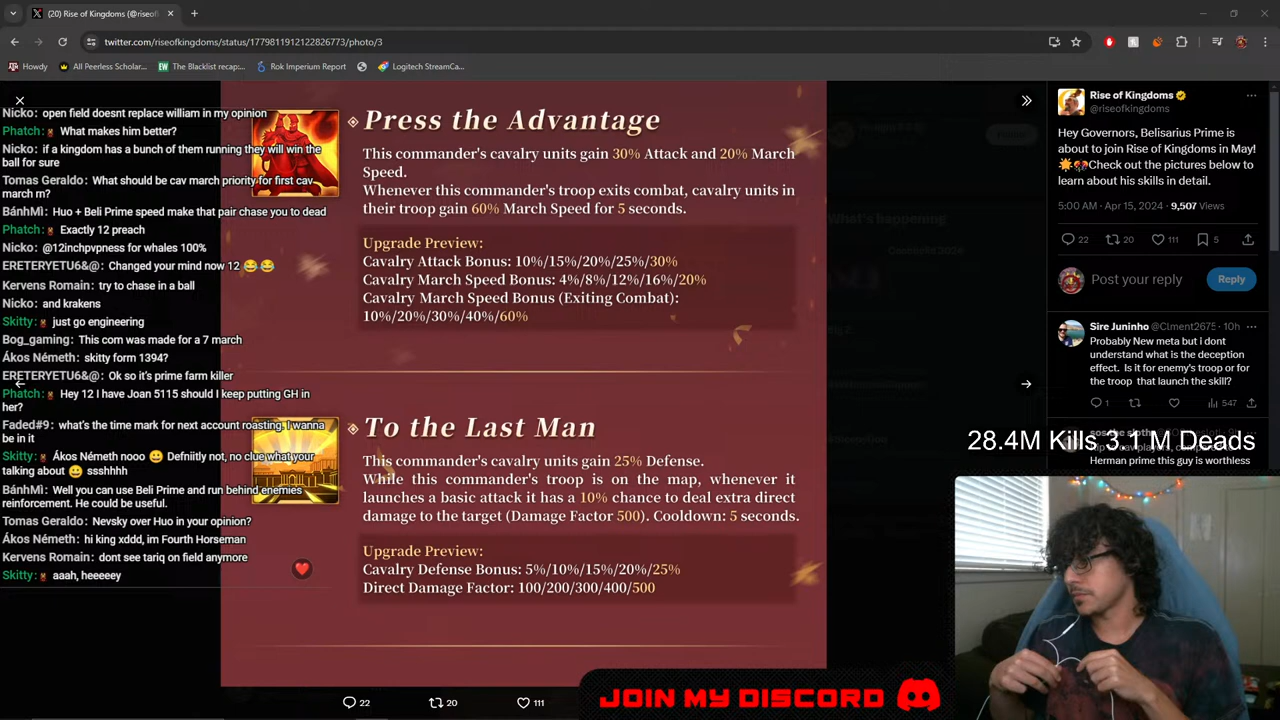 (20) Rise of Kingdoms (@riseof
twitter.com/riseofkingdoms/status/1779811912122826773/photo/3
Howdy
All Peerless Scholar...
The Blacklist recap:...
Rok Imperium Report
Logitech StreamCa...
Nicko: open field doesnt replace william in my opinion
Phatch: What makes him better?
Nicko: if a kingdom has a bunch of them running they will win the
ball for sure
Tomas Geraldo: What should be cav march priority for first cav
march rn?
BánhMì: Huo + Beli Prime speed make that pair chase you to dead
Phatch: Exactly 12 preach
Nicko: @12inchpvpness for whales 100%
ERETERYETU6&@: Changed your mind now 12 😂😂
Kervens Romain: try to chase in a ball
Nicko: and krakens
Skitty: just go engineering
Bog_gaming: This com was made for a 7 march
Ákos Németh: skitty form 1394?
ERETERYETU6&@: Ok so it's prime farm killer
Phatch: Hey 12 I have Joan 5115 should I keep putting GH in
her?
Faded#9: what's the time mark for next account roasting. I wanna
be in it
Skitty: Ákos Németh nooo 😀 Defniitly not, no clue what your
talking about 😀 ssshhhh
BánhMì: Well you can use Beli Prime and run behind enemies
reinforcement. He could be useful.
Tomas Geraldo: Nevsky over Huo in your opinion?
Ákos Németh: hi king xddd, im Fourth Horseman
Kervens Romain: dont see tariq on field anymore
Skitty: aaah, heeeeey
Press the Advantage
This commander's cavalry units gain 30% Attack and 20% March
Speed.
Whenever this commander's troop exits combat, cavalry units in
their troop gain 60% March Speed for 5 seconds.
Upgrade Preview:
Cavalry Attack Bonus: 10%/15%/20%/25%/30%
Cavalry March Speed Bonus: 4%/8%/12%/16%/20%
Cavalry March Speed Bonus (Exiting Combat):
10%/20%/30%/40%/60%
To the Last Man
This commander's cavalry units gain 25% Defense.
While this commander's troop is on the map, whenever it
launches a basic attack it has a 10% chance to deal extra direct
damage to the target (Damage Factor 500). Cooldown: 5 seconds.
Upgrade Preview:
Cavalry Defense Bonus: 5%/10%/15%/20%/25%
Direct Damage Factor: 100/200/300/400/500
22
20
111
JOIN MY DISCORD
What's happening
Rise of Kingdoms
@riseofkingdoms
Hey Governors, Belisarius Prime is
about to join Rise of Kingdoms in May!
Check out the pictures below to
learn about his skills in detail.
5:00 AM · Apr 15, 2024 · 9,507 Views
22
20
111
5
Post your reply
Reply
Sire Juninho @Clment2675 · 10h
Probably New meta but i dont
understand what is the deception
effect. Is it for enemy's troop or for
the troop that launch the skill?
1
547
28.4M Kills 3.1 M Deads
Herman prime this guy is worthless